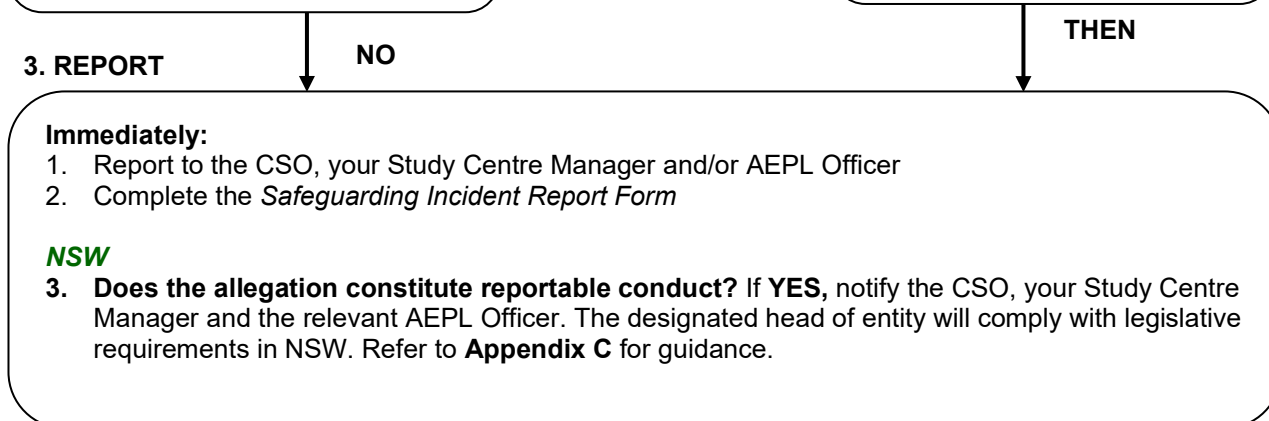 THEN
NO
3. REPORT
Immediately:
1. Report to the CSO, your Study Centre Manager and/or AEPL Officer
2. Complete the Safeguarding Incident Report Form
NSW
3. Does the allegation constitute reportable conduct? If YES, notify the CSO, your Study Centre
Manager and the relevant AEPL Officer. The designated head of entity will comply with legislative
requirements in NSW. Refer to Appendix C for guidance.